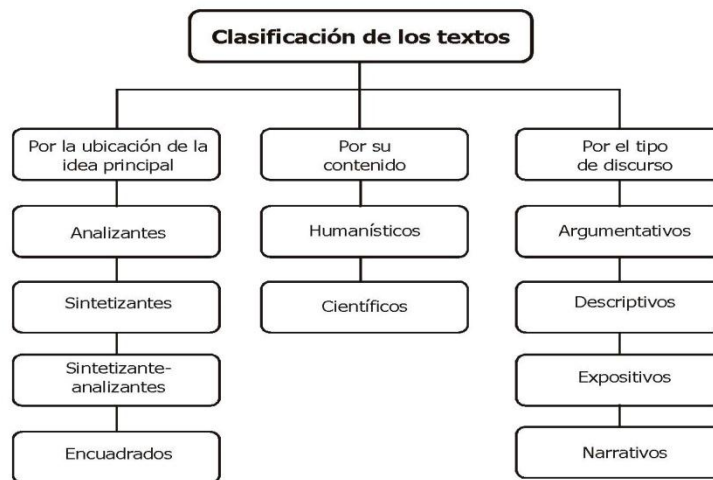 Clasificación de los textos
Por la ubicación de la
idea principal
Analizantes
Sintetizantes
Sintetizante-
analizantes
Encuadrados
Por su
contenido
Humanísticos
Científicos
Por el tipo
de discurso
Argumentativos
Descriptivos
Expositivos
Narrativos